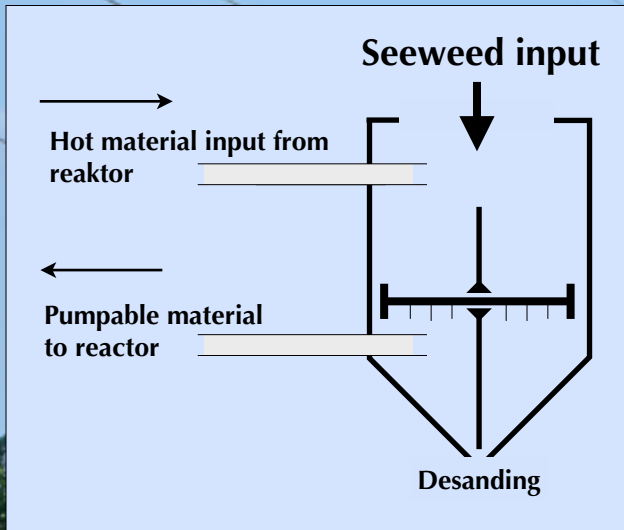 Seeweed input
Hot material input from
reaktor
Pumpable material
to reactor
Desanding